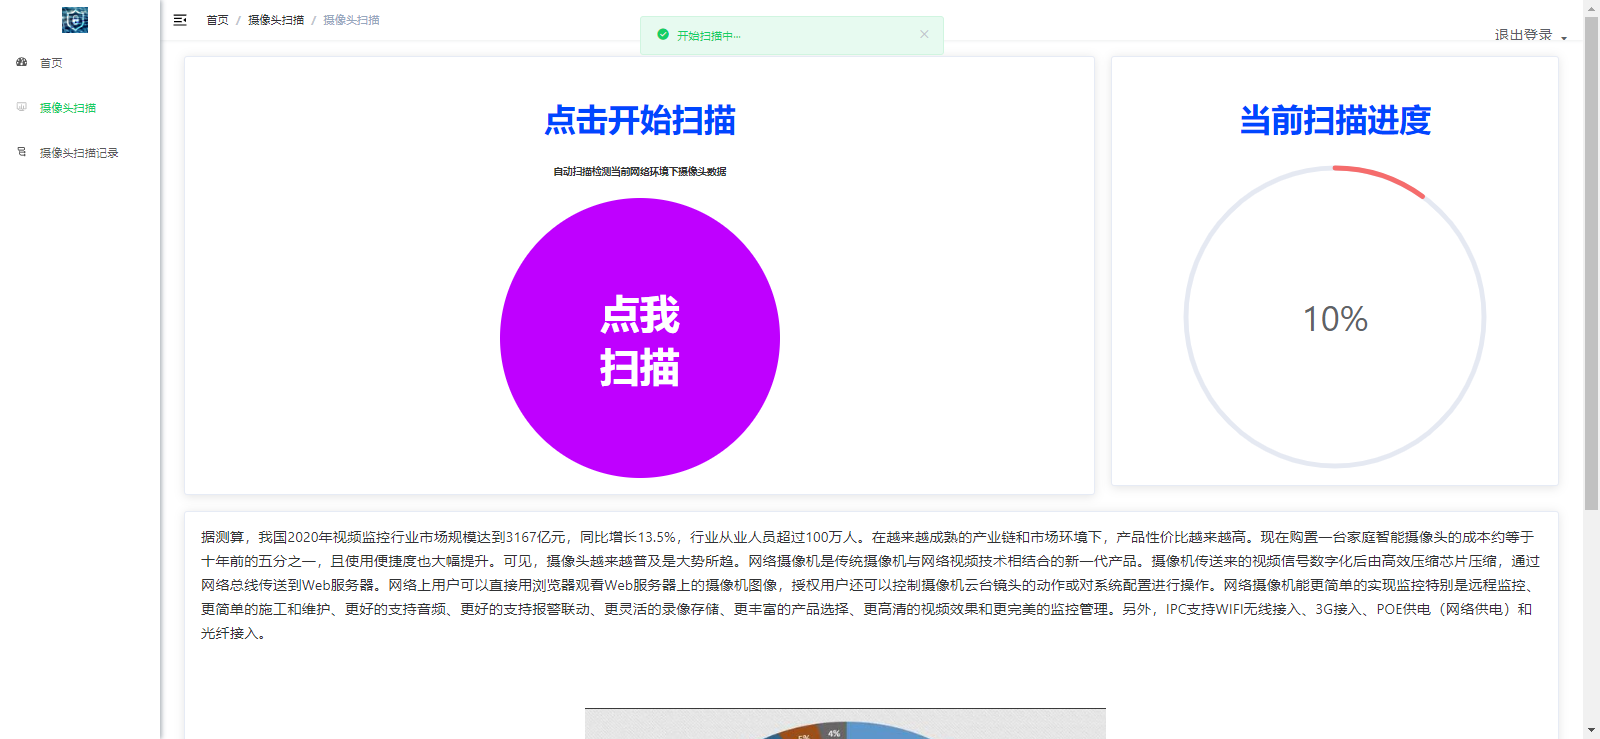 首页 / 摄像头扫描 / 摄像头扫描
开始扫描中···
退出登录
首页
摄像头扫描
摄像头扫描记录
点击开始扫描
自动扫描检测当前网络环境下摄像头数据
点我
扫描
当前扫描进度
10%
据测算，我国2020年视频监控行业市场规模达到3167亿元，同比增长13.5%，行业从业人员超过100万人。在越来越成熟的产业链和市场环境下，产品性价比越来越高。现在购置一台家庭智能摄像头的成本约等于
十年前的五分之一，且使用便捷度也大幅提升。可见，摄像头越来越普及是大势所趋。网络摄像机是传统摄像机与网络视频技术相结合的新一代产品。摄像机传送来的视频信号数字化后由高效压缩芯片压缩，通过
网络总线传送到Web服务器。网络上用户可以直接用浏览器观看Web服务器上的摄像机图像，授权用户还可以控制摄像机云台镜头的动作或对系统配置进行操作。网络摄像机能更简单的实现监控特别是远程监控、
更简单的施工和维护、更好的支持音频、更好的支持报警联动、更灵活的录像存储、更丰富的产品选择、更高清的视频效果和更完美的监控管理。另外，IPC支持WIFI无线接入、3G接入、POE供电（网络供电）和
光纤接入。
5%
4%